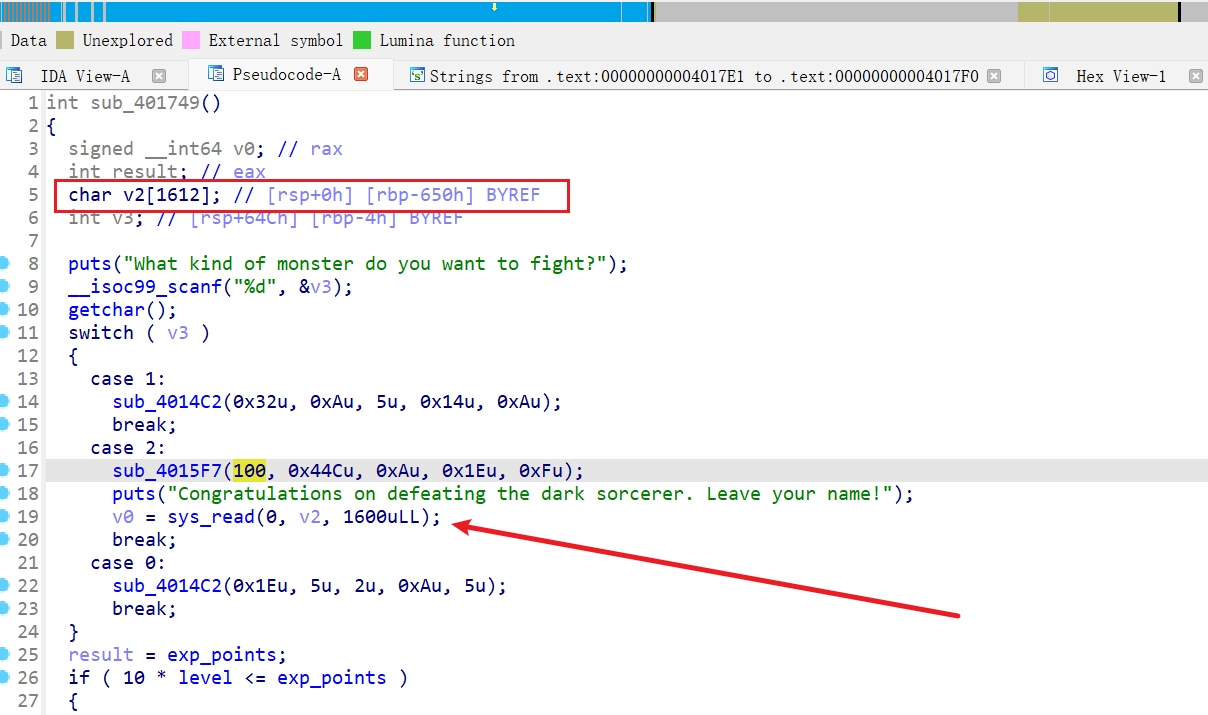 Data Unexplored External symbol Lumina function
IDA View-A Pseudocode-A Strings from .text:00000000004017E1 to .text:00000000004017F0 Hex View-1
1 int sub_401749()
2 {
3 signed __int64 v0; // rax
4 int result; // eax
5 char v2[1612]; // [rsp+0h] [rbp-650h] BYREF
6 int v3; // [rsp+64Ch] [rbp-4h] BYREF
7
8 puts("What kind of monster do you want to fight?");
9 __isoc99_scanf("%d", &v3);
10 getchar();
11 switch ( v3 )
12 {
13 case 1:
14 sub_4014C2(0x32u, 0xAu, 5u, 0x14u, 0xAu);
15 break;
16 case 2:
17 sub_4015F7(100, 0x44Cu, 0xAu, 0x1Eu, 0xFu);
18 puts("Congratulations on defeating the dark sorcerer. Leave your name!");
19 v0 = sys_read(0, v2, 1600uLL);
20 break;
21 case 0:
22 sub_4014C2(0x1Eu, 5u, 2u, 0xAu, 5u);
23 break;
24 }
25 result = exp_points;
26 if ( 10 * level <= exp_points )
27 {